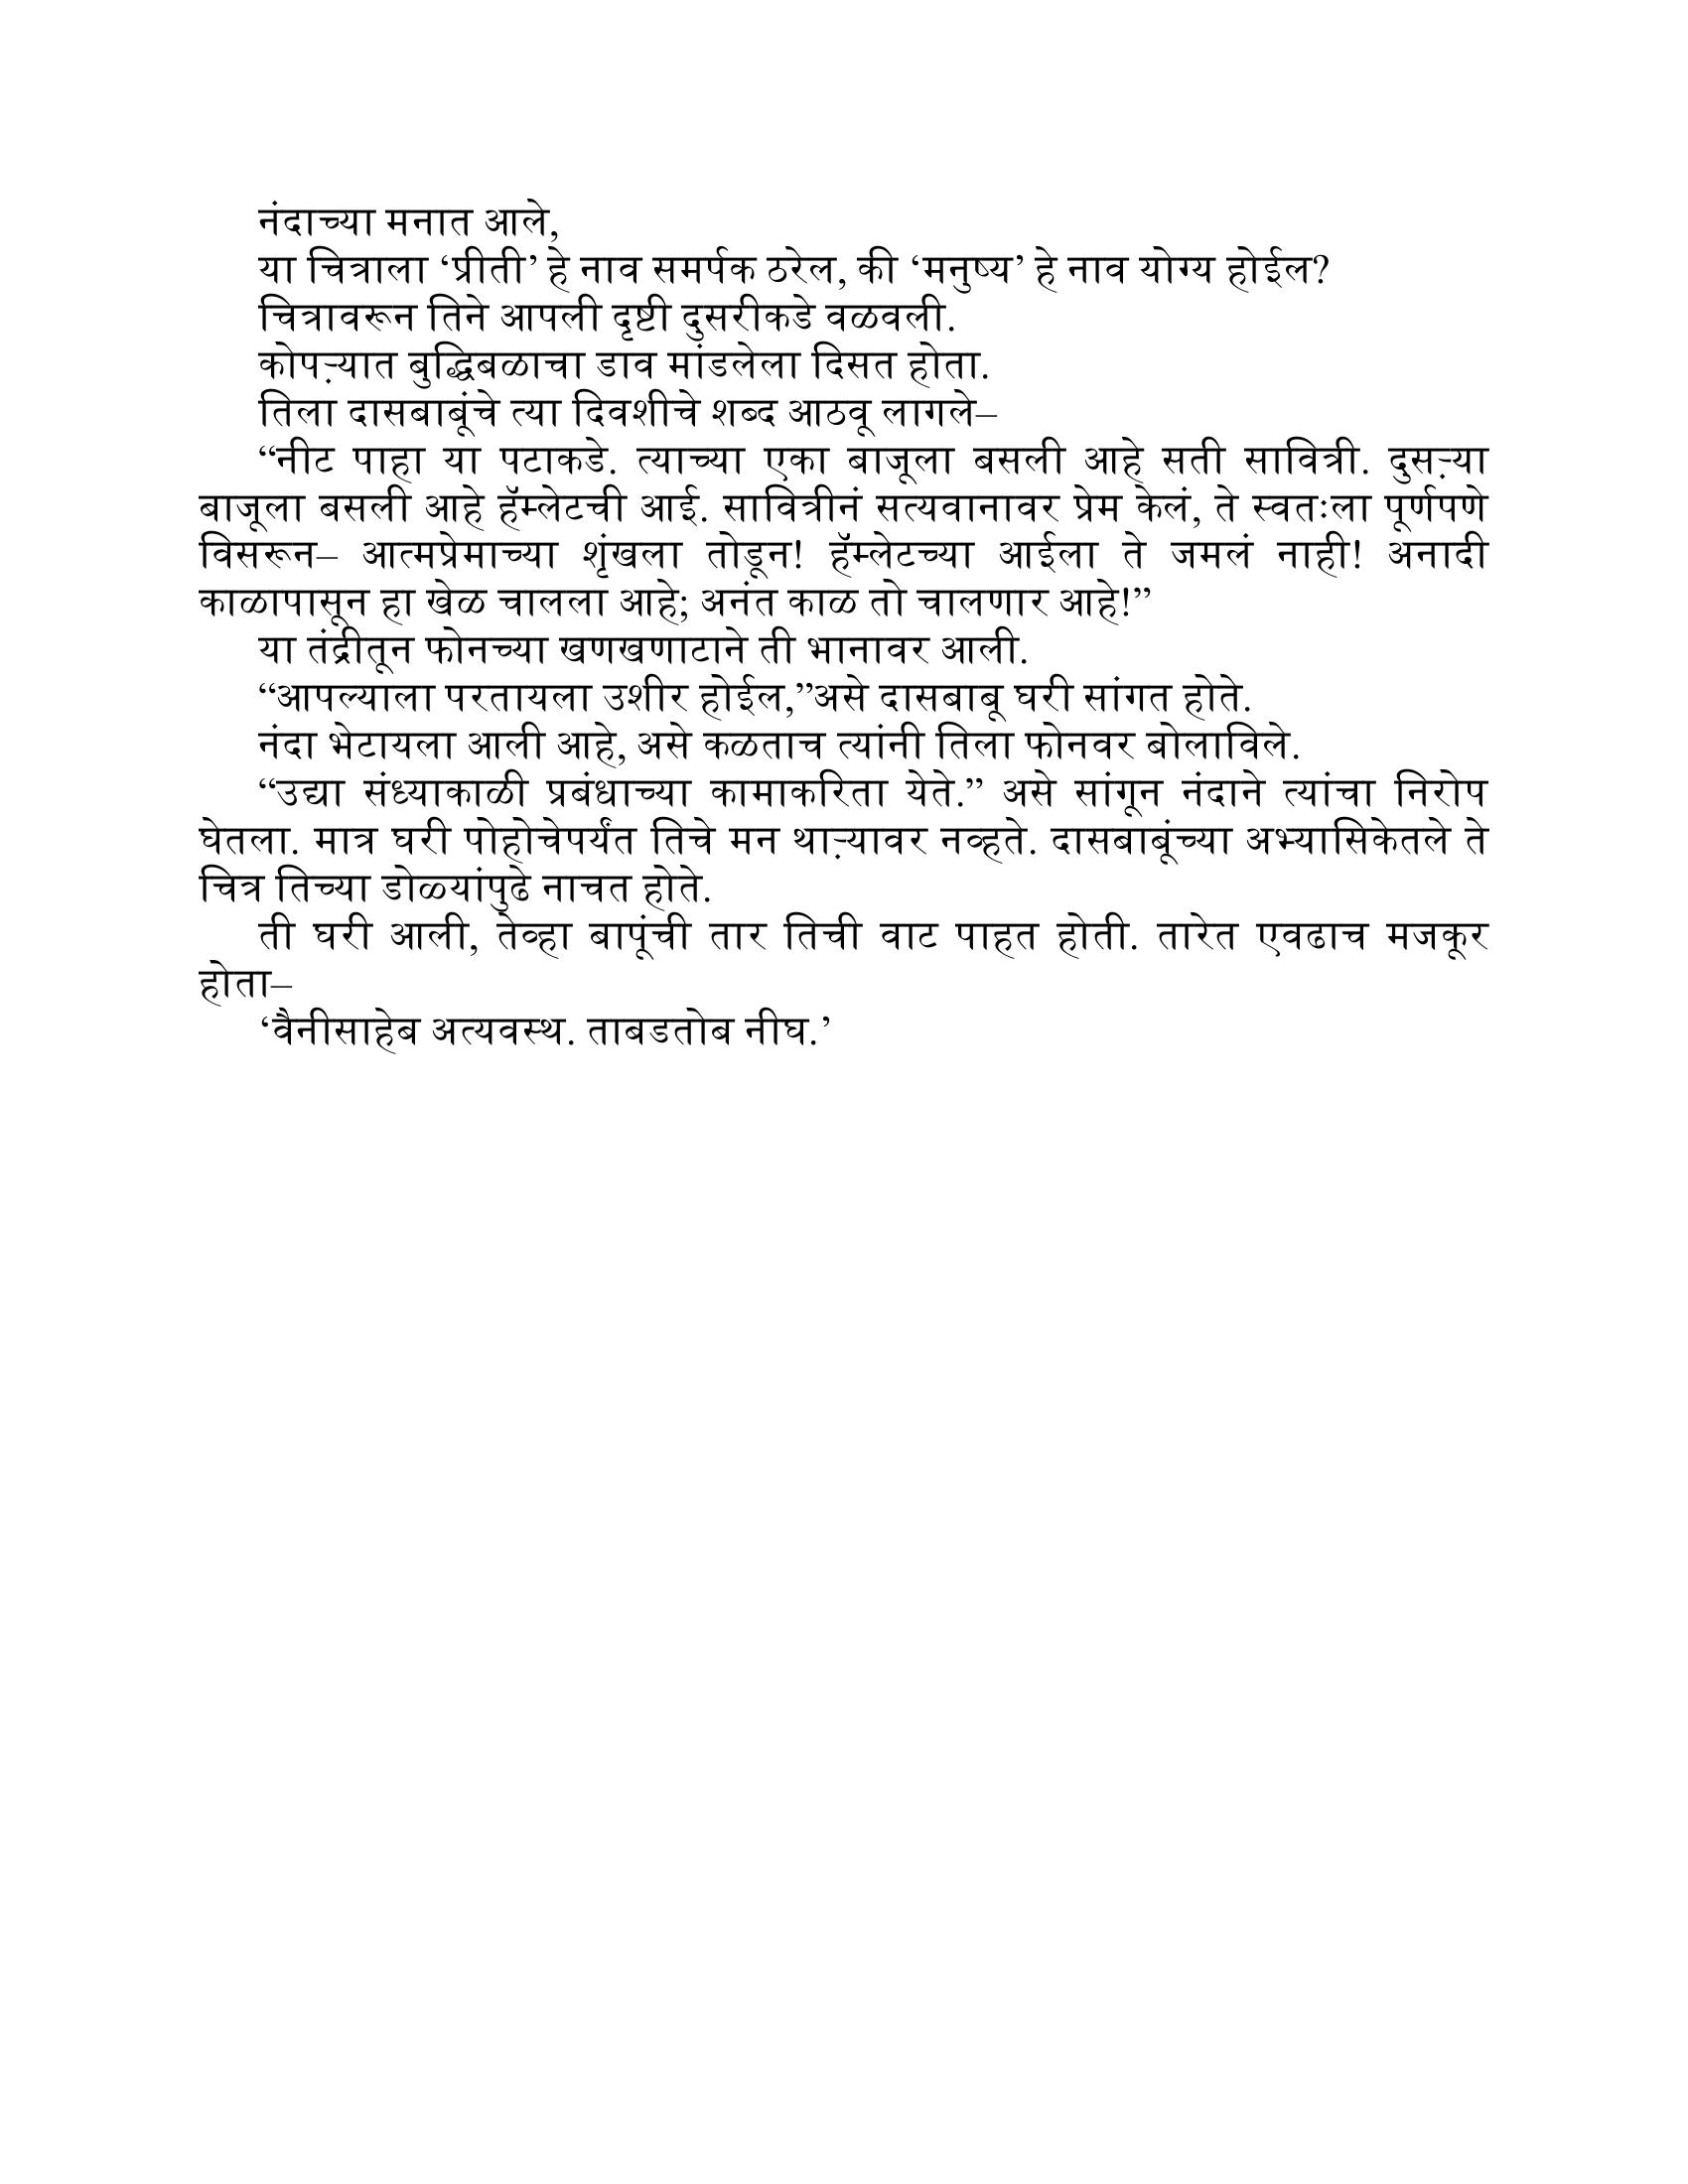 नंदाच्या मनात आले,
या चित्राला ‘प्रीती’ हे नाव समर्पक ठरेल, की ‘मनुष्य’ हे नाव योग्य होईल?
चित्रावरून तिने आपली दृष्टी दुसरीकडे वळवली.
कोपऱ्यात बुद्धिबळाचा डाव मांडलेला दिसत होता.
तिला दासबाबूंचे त्या दिवशीचे शब्द आठवू लागले–
“नीट पाहा या पटाकडे. त्याच्या एका बाजूला बसली आहे सती सावित्री. दुसऱ्या
बाजूला बसली आहे हॅम्लेटची आई. सावित्रीनं सत्यवानावर प्रेम केलं, ते स्वतःला पूर्णपणे
विसरून– आत्मप्रेमाच्या शृंखला तोडून! हॅम्लेटच्या आईला ते जमलं नाही! अनादी
काळापासून हा खेळ चालला आहे; अनंत काळ तो चालणार आहे!”
या तंद्रीतून फोनच्या खणखणाटाने ती भानावर आली.
“आपल्याला परतायला उशीर होईल,”असे दासबाबू घरी सांगत होते.
नंदा भेटायला आली आहे, असे कळताच त्यांनी तिला फोनवर बोलाविले.
“उद्या संध्याकाळी प्रबंधाच्या कामाकरिता येते.” असे सांगून नंदाने त्यांचा निरोप
घेतला. मात्र घरी पोहोचेपर्यंत तिचे मन थाऱ्यावर नव्हते. दासबाबूंच्या अभ्यासिकेतले ते
चित्र तिच्या डोळ्यांपुढे नाचत होते.
ती घरी आली, तेव्हा बापूंची तार तिची वाट पाहत होती. तारेत एवढाच मजकूर
होता–
‘वैनीसाहेब अत्यवस्थ. ताबडतोब नीघ.’